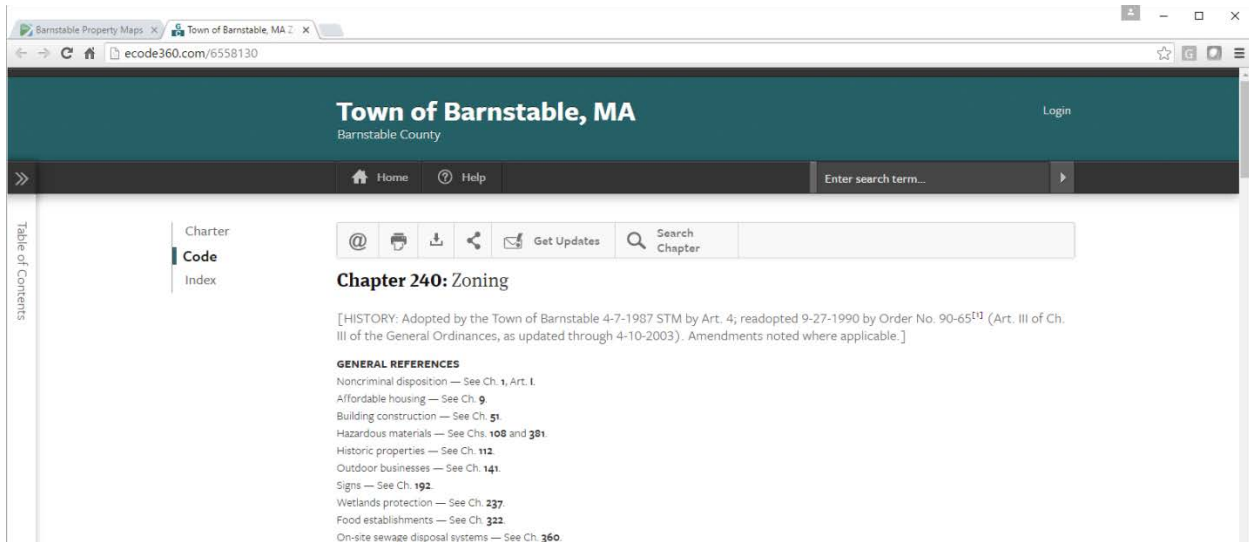 Barnstable Property Maps
Town of Barnstable, MA Z
ecode360.com/6558130
Town of Barnstable, MA
Login
Barnstable County
Home
Help
Enter search term...
Table of Contents
Charter
Code
Index
@
Get Updates
Search
Chapter
Chapter 240: Zoning
[HISTORY: Adopted by the Town of Barnstable 4-7-1987 STM by Art. 4; readopted 9-27-1990 by Order No. 90-65[1] (Art. III of Ch.
III of the General Ordinances, as updated through 4-10-2003). Amendments noted where applicable.]
GENERAL REFERENCES
Noncriminal disposition — See Ch. 1, Art. I.
Affordable housing — See Ch. 9.
Building construction — See Ch. 51.
Hazardous materials — See Chs. 108 and 381.
Historic properties — See Ch. 112.
Outdoor businesses — See Ch. 141.
Signs — See Ch. 192.
Wetlands protection — See Ch. 237.
Food establishments — See Ch. 322.
On-site sewage disposal systems — See Ch. 360.